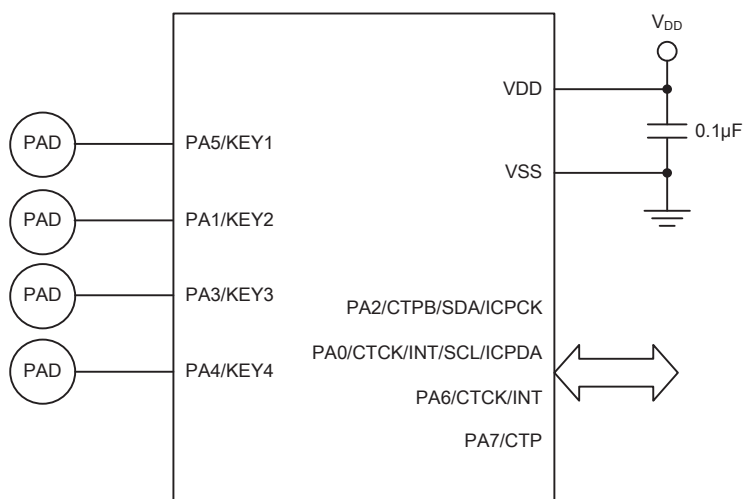 V_DD
VDD
PAD
PA5/KEY1
0.1µF
VSS
PAD
PA1/KEY2
PAD
PA3/KEY3
PA2/CTPB/SDA/ICPCK
PA0/CTCK/INT/SCL/ICPDA
PAD
PA4/KEY4
PA6/CTCK/INT
PA7/CTP